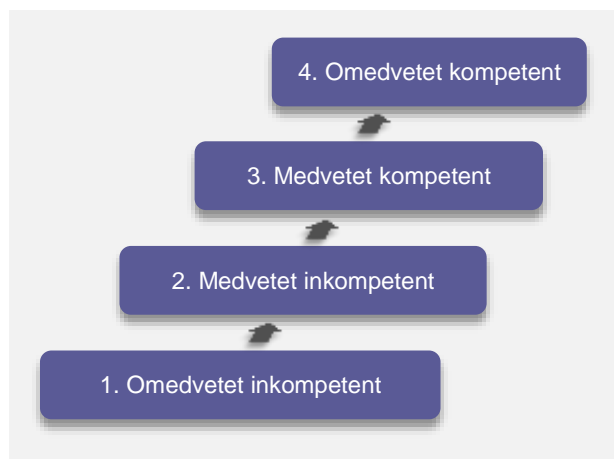 4. Omedvetet kompetent
3. Medvetet kompetent
2. Medvetet inkompetent
1. Omedvetet inkompetent